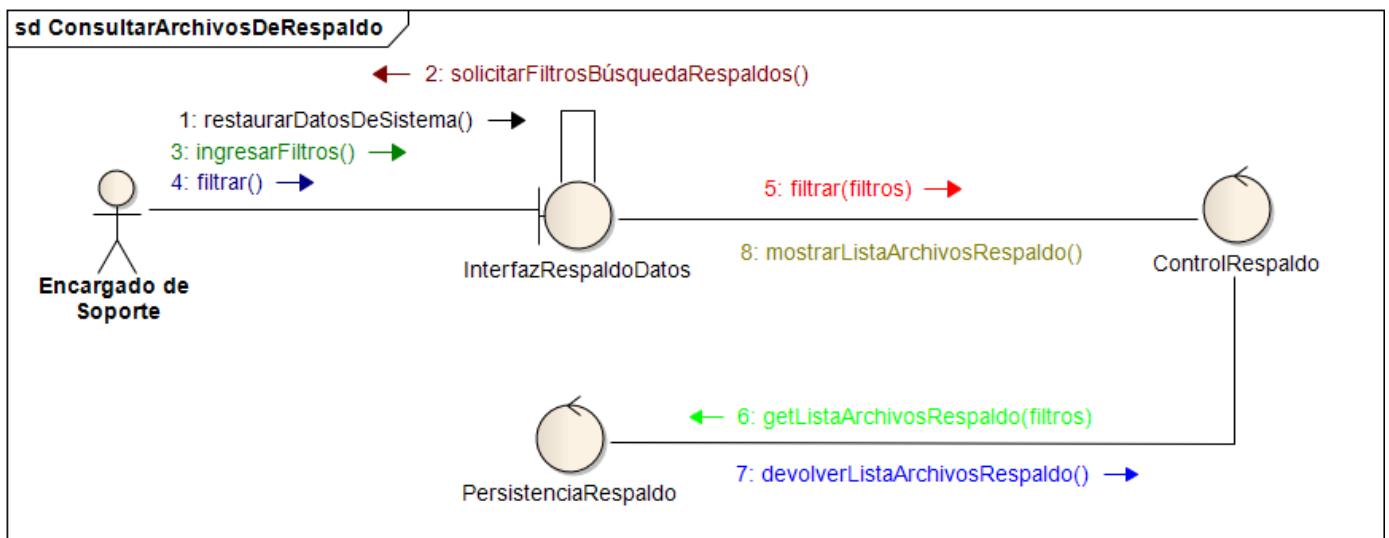 sd ConsultarArchivosDeRespaldo
2: solicitarFiltrosBúsquedaRespaldos()
1: restaurarDatosDeSistema()
3: ingresarFiltros()
4: filtrar()
5: filtrar(filtros)
8: mostrarListaArchivosRespaldo()
InterfazRespaldoDatos
ControlRespaldo
Encargado de
Soporte
6: getListaArchivosRespaldo(filtros)
7: devolverListaArchivosRespaldo()
PersistenciaRespaldo